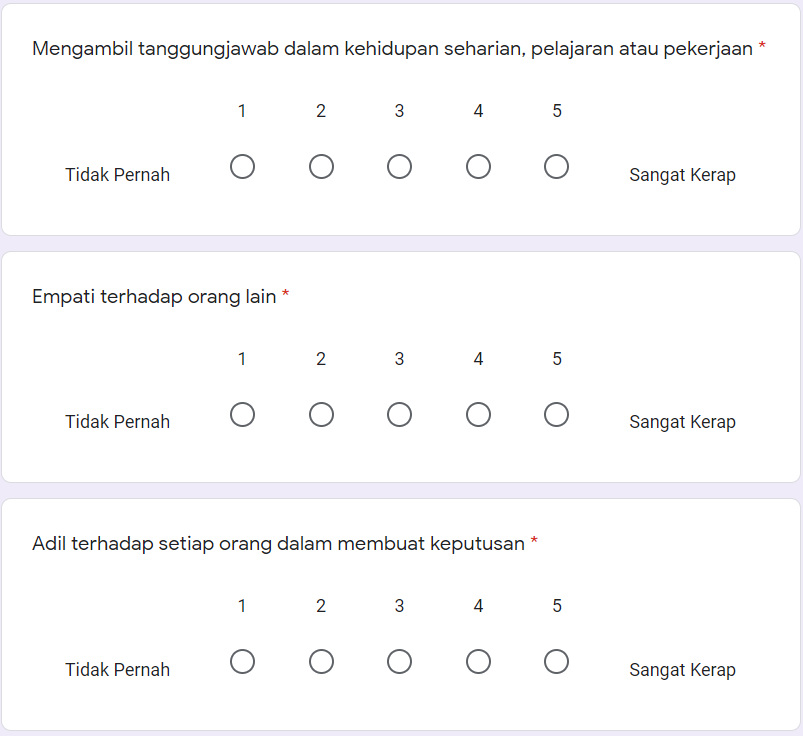 Mengambil tanggungjawab dalam kehidupan seharian, pelajaran atau pekerjaan *
1 2 3 4 5
Tidak Pernah Sangat Kerap
Empati terhadap orang lain *
1 2 3 4 5
Tidak Pernah Sangat Kerap
Adil terhadap setiap orang dalam membuat keputusan *
1 2 3 4 5
Tidak Pernah Sangat Kerap